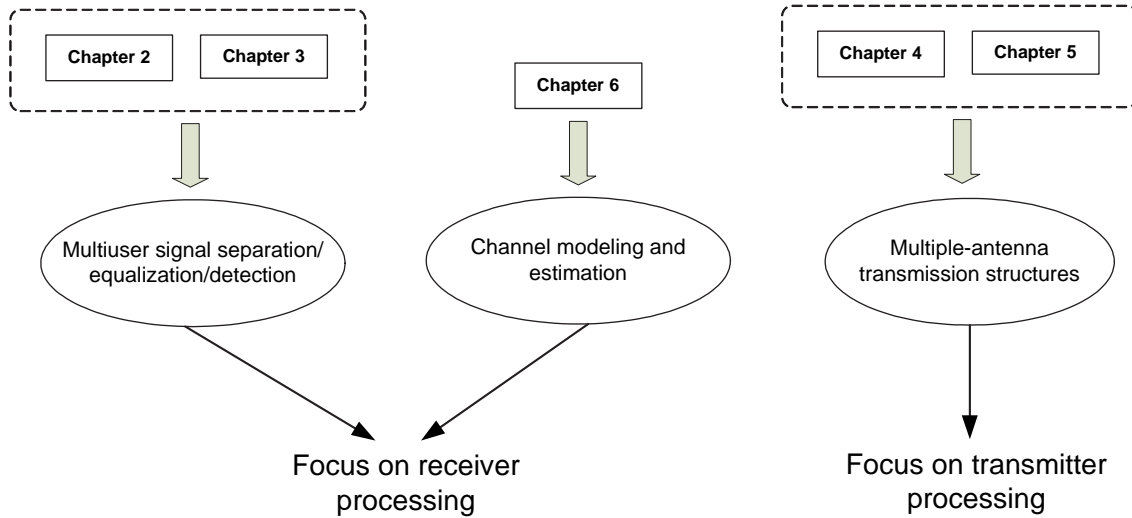 Chapter 2
Chapter 3
Chapter 6
Chapter 4
Chapter 5
Multiuser signal separation/
equalization/detection
Channel modeling and
estimation
Multiple-antenna
transmission structures
Focus on receiver
processing
Focus on transmitter
processing